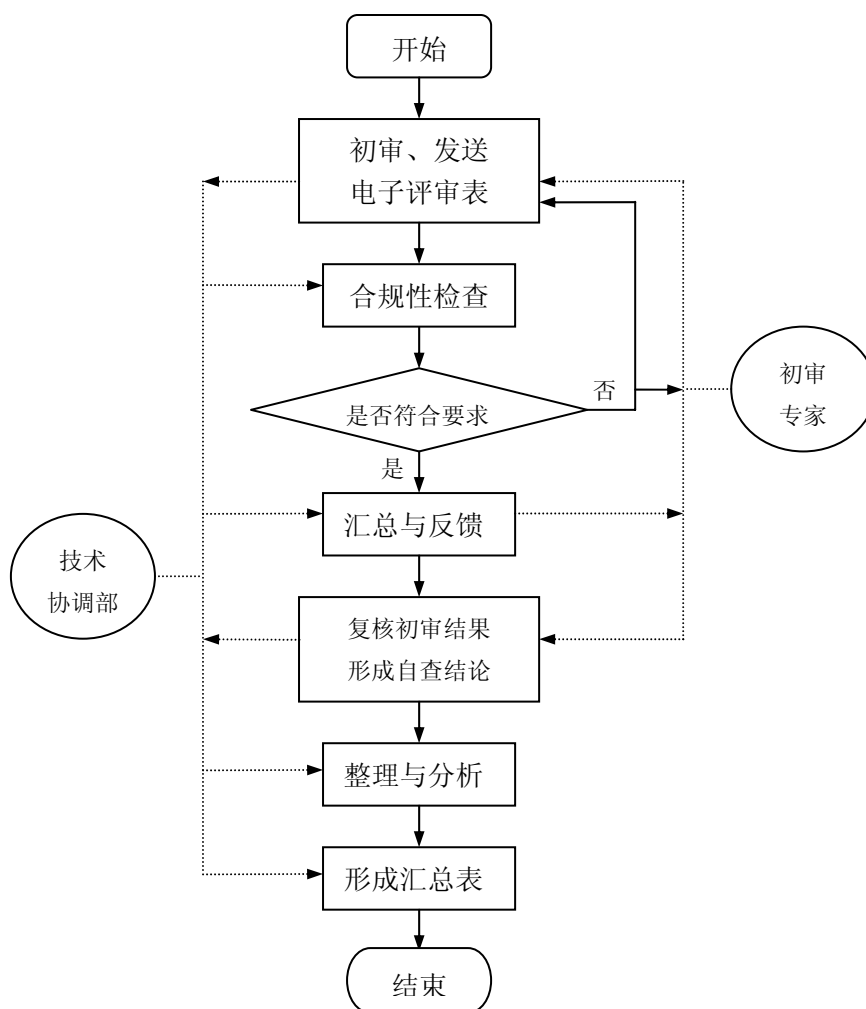 开始
初审、发送
电子评审表
合规性检查
是否符合要求
否
初审
专家
是
汇总与反馈
技术
协调部
复核初审结果
形成自查结论
整理与分析
形成汇总表
结束